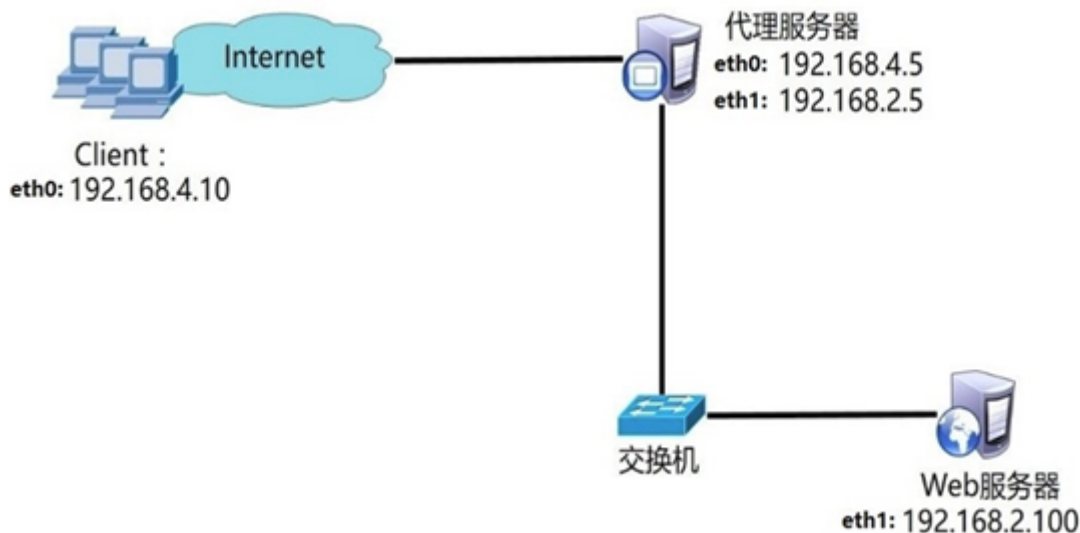 Internet
代理服务器
eth0: 192.168.4.5
eth1: 192.168.2.5
Client：
eth0: 192.168.4.10
交换机
Web服务器
eth1: 192.168.2.100